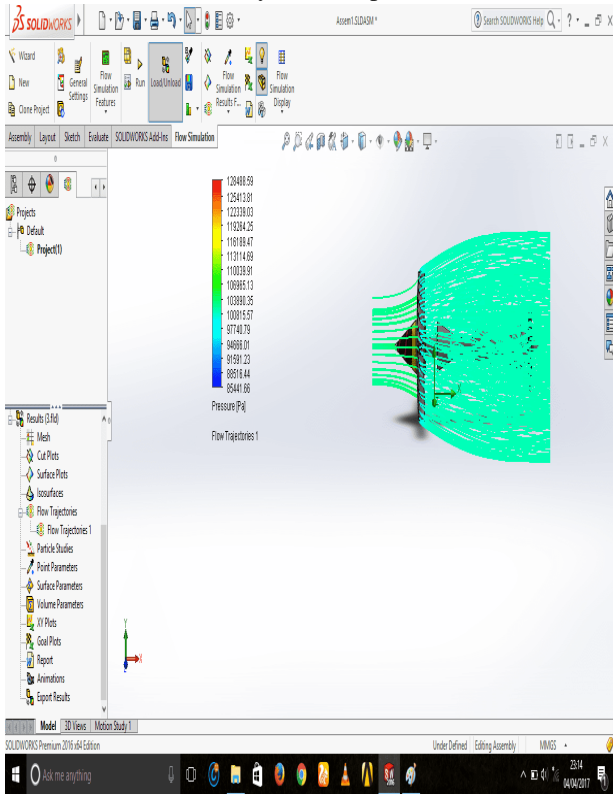 SOLIDWORKS
Assem1.SLDASM *
Search SOLIDWORKS Help
Wizard
New
Clone Project
General Settings
Flow Simulation Features
Run
Load/Unload
Flow Simulation Results F...
Flow Simulation Display
Assembly Layout Sketch Evaluate SOLIDWORKS Add-Ins Flow Simulation
Projects
Default
Project(1)
128488.59
125413.81
122339.03
119264.25
116189.47
113114.69
110039.91
106965.13
103890.35
100815.57
97740.79
94666.01
91591.23
88516.44
85441.66
Pressure [Pa]
Flow Trajectories 1
Results (3.fld)
Mesh
Cut Plots
Surface Plots
Isosurfaces
Flow Trajectories
Flow Trajectories 1
Particle Studies
Point Parameters
Surface Parameters
Volume Parameters
XY Plots
Goal Plots
Report
Animations
Export Results
Y
X
Model 3D Views Motion Study 1
SOLIDWORKS Premium 2016 x64 Edition
Under Defined Editing Assembly MMGS
Ask me anything
23:14
04/04/2017